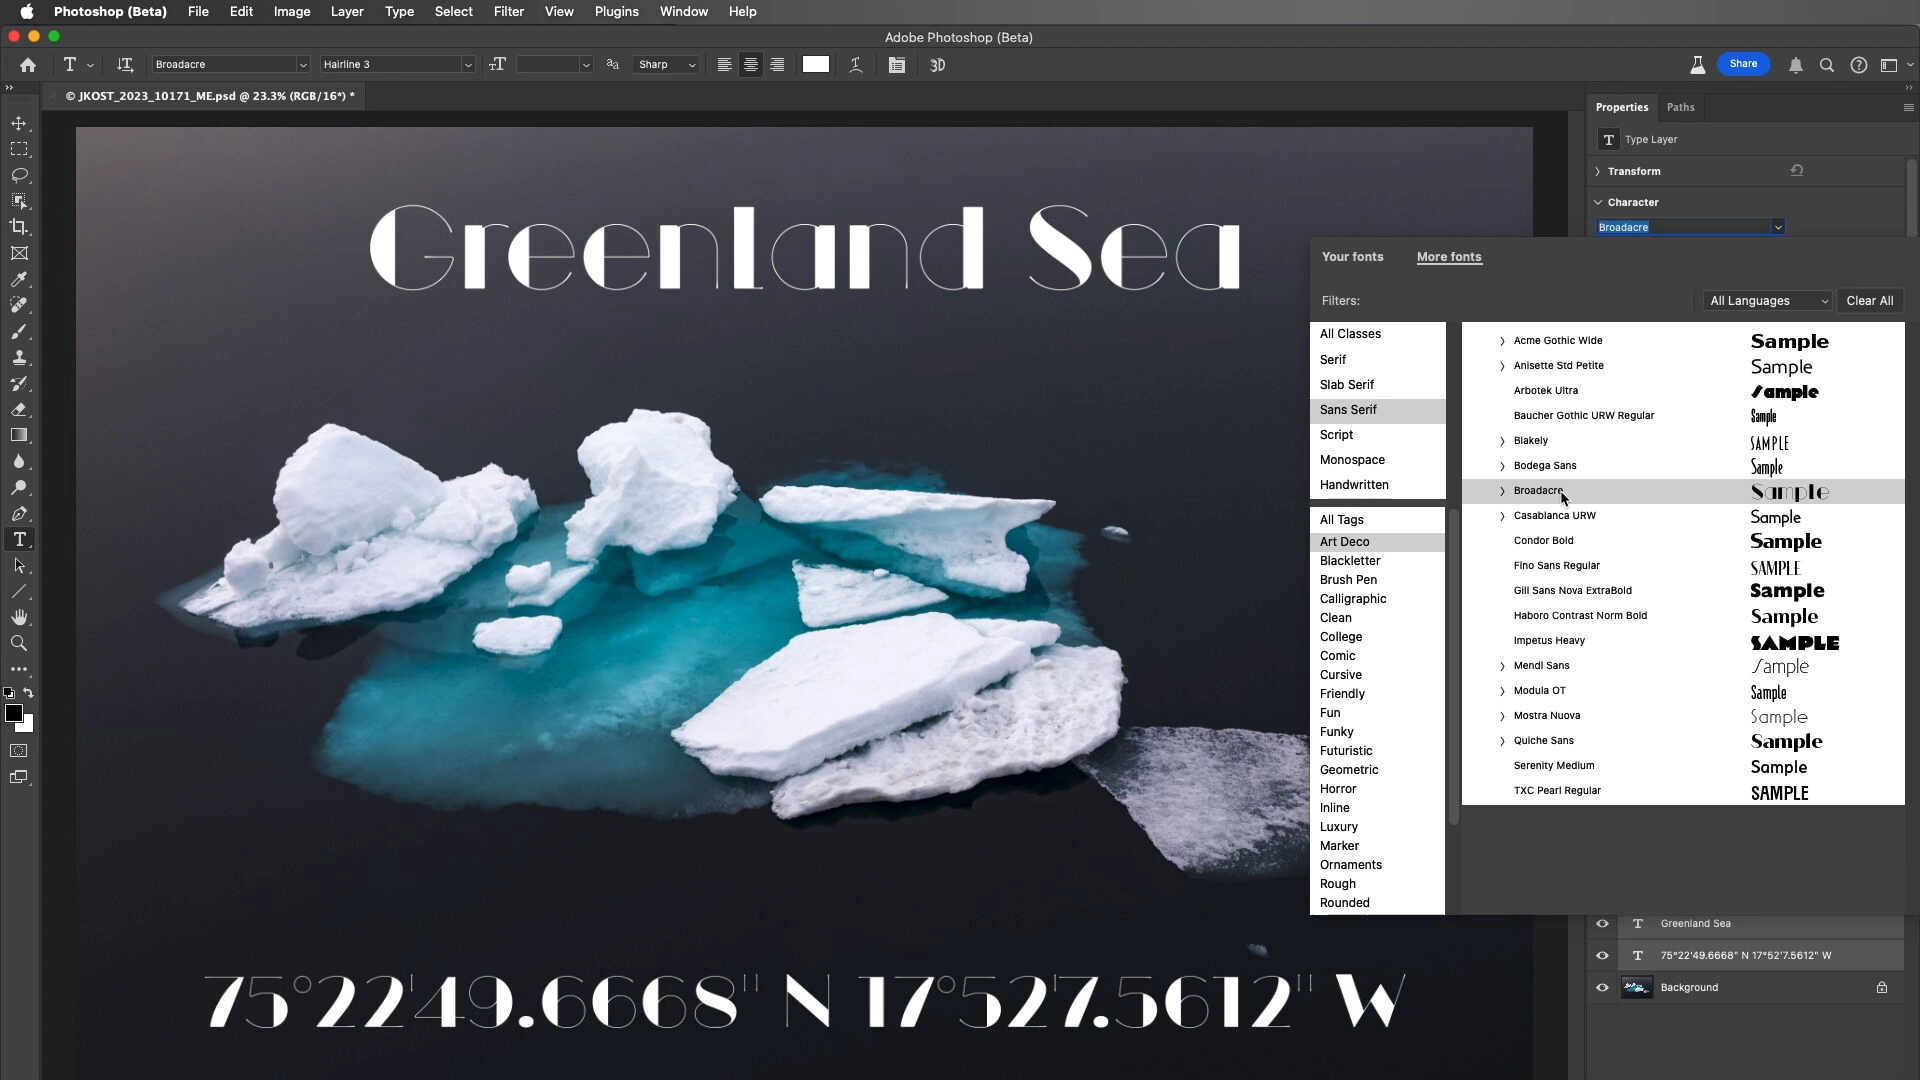 Photoshop (Beta) File Edit Image Layer Type Select Filter View Plugins Window Help
Adobe Photoshop (Beta)
T Broadacre Hairline 3 Sharp 3D Share
© JKOST_2023_10171_ME.psd @ 23.3% (RGB/16*) *
Properties Paths
T Type Layer
Transform
Character
Broadacre
Greenland Sea
Your fonts More fonts
Filters: All Languages Clear All
All Classes
Serif
Slab Serif
Sans Serif
Script
Monospace
Handwritten
All Tags
Art Deco
Blackletter
Brush Pen
Calligraphic
Clean
College
Comic
Cursive
Friendly
Fun
Funky
Futuristic
Geometric
Horror
Inline
Luxury
Marker
Ornaments
Rough
Rounded
Acme Gothic Wide Sample
Anisette Std Petite Sample
Arbotek Ultra Sample
Baucher Gothic URW Regular Sample
Blakely SAMPLE
Bodega Sans Sample
Broadacre Sample
Casablanca URW Sample
Condor Bold Sample
Fino Sans Regular SAMPLE
Gill Sans Nova ExtraBold Sample
Haboro Contrast Norm Bold Sample
Impetus Heavy SAMPLE
Mendl Sans Sample
Modula OT Sample
Mostra Nuova Sample
Quiche Sans Sample
Serenity Medium Sample
TXC Pearl Regular SAMPLE
T Greenland Sea
T 75°22'49.6668" N 17°52'7.5612" W
Background
75°22'49.6668" N 17°527.5612" W